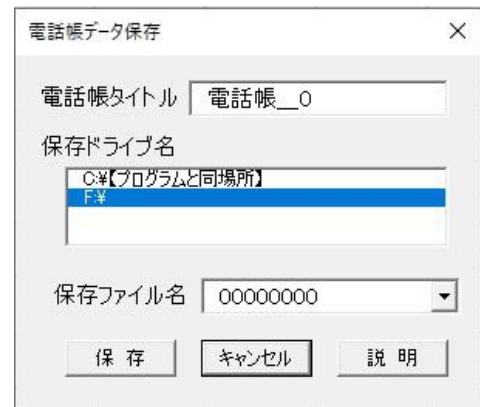 電話帳データ保存
電話帳タイトル 電話帳__0
保存ドライブ名
C:¥【プログラムと同場所】
F:¥
保存ファイル名 00000000
保 存 キャンセル 説 明